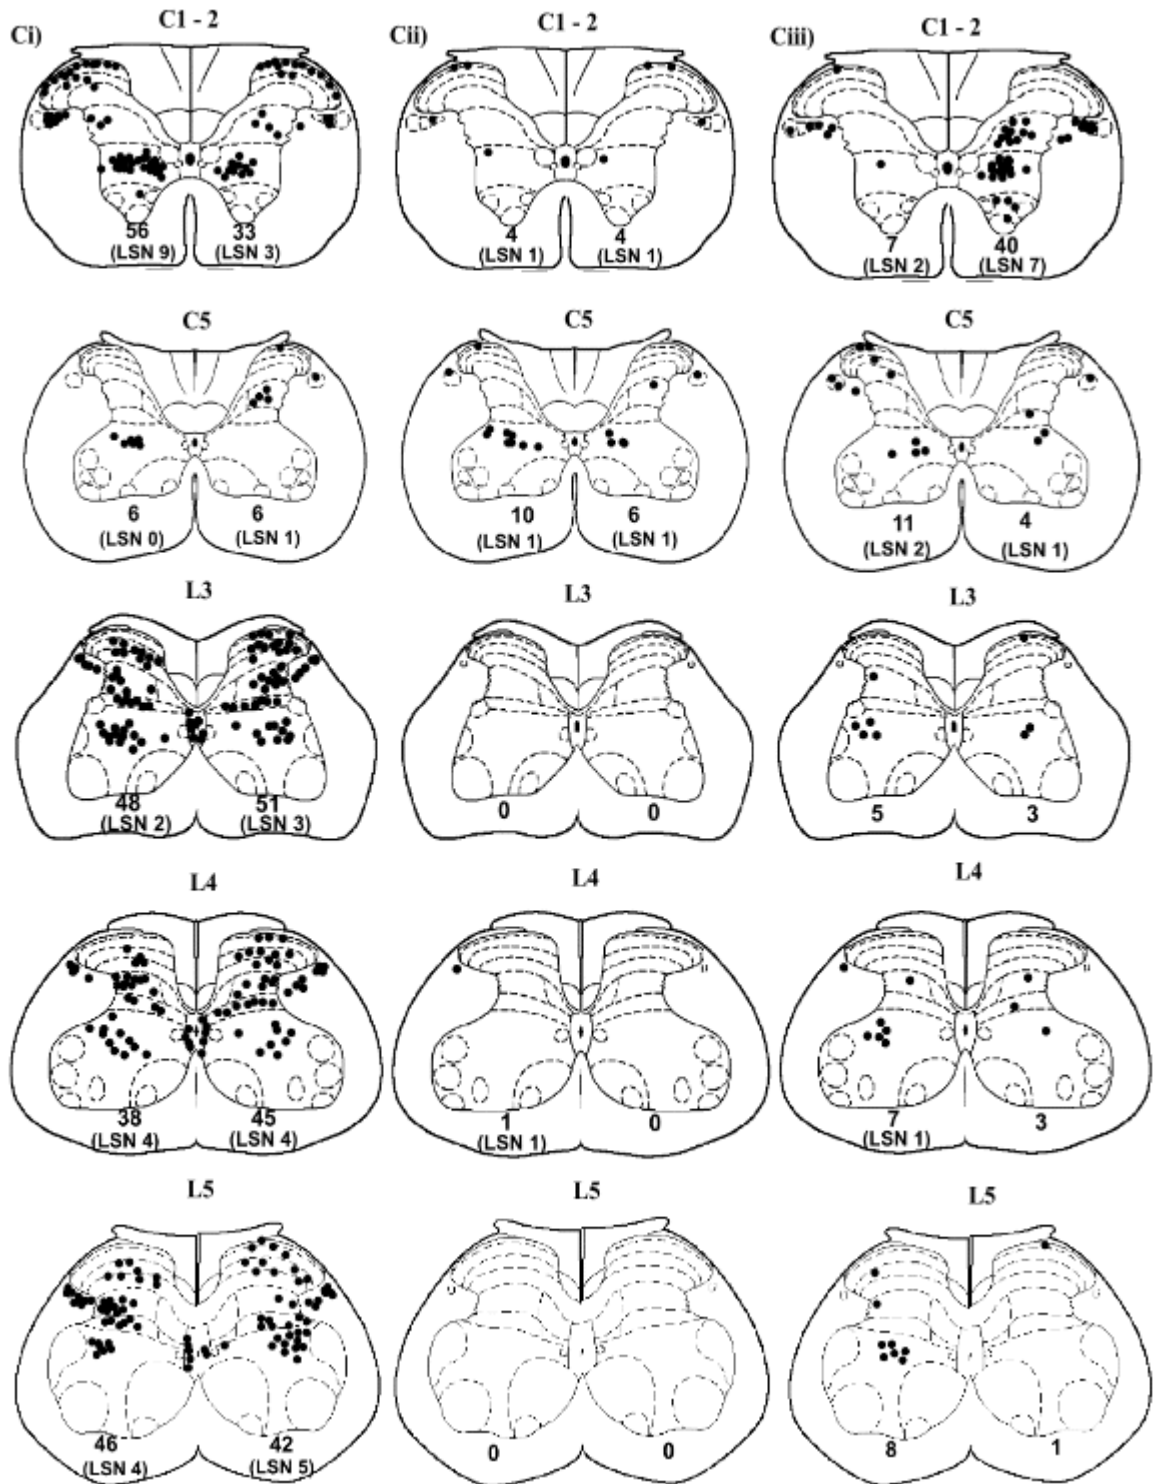 Ci)
C1 - 2
Cii)
C1 - 2
Ciii)
C1 - 2
56
(LSN 9)
33
(LSN 3)
4
(LSN 1)
4
(LSN 1)
7
(LSN 2)
40
(LSN 7)
C5
C5
C5
6
(LSN 0)
6
(LSN 1)
10
(LSN 1)
6
(LSN 1)
11
(LSN 2)
4
(LSN 1)
L3
L3
L3
48
(LSN 2)
51
(LSN 3)
0
0
5
3
L4
L4
L4
38
(LSN 4)
45
(LSN 4)
1
(LSN 1)
0
7
(LSN 1)
3
L5
L5
L5
46
(LSN 4)
42
(LSN 5)
0
0
8
1